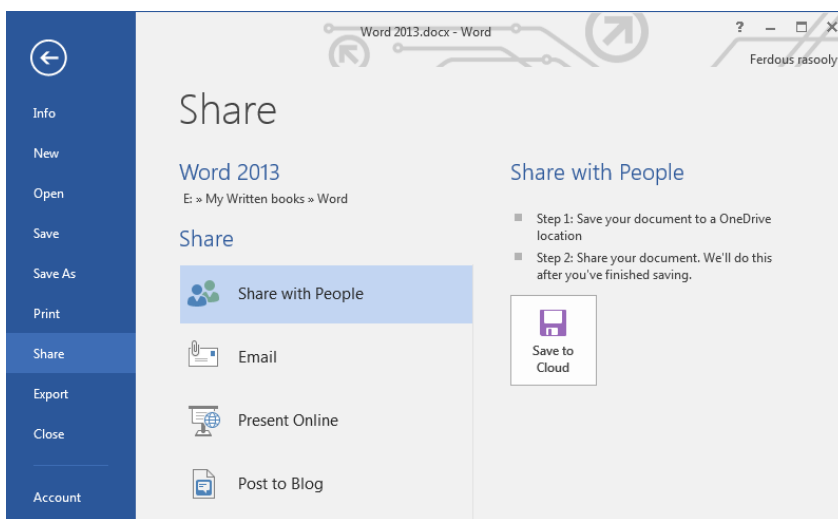 Word 2013.docx - Word
?
Ferdous rasooly
Info
New
Open
Save
Save As
Print
Share
Export
Close
Account
Share
Word 2013
E: » My Written books » Word
Share
Share with People
Email
Present Online
Post to Blog
Share with People
Step 1: Save your document to a OneDrive
location
Step 2: Share your document. We'll do this
after you've finished saving.
Save to
Cloud